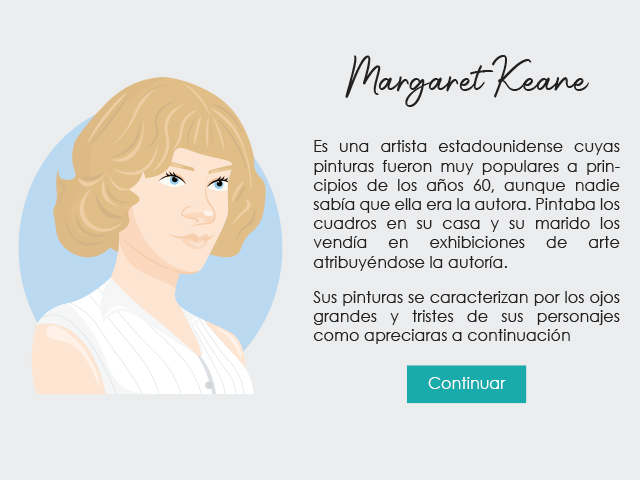 Margaret Keane
Es una artista estadounidense cuyas
pinturas fueron muy populares a prin-
cipios de los años 60, aunque nadie
sabía que ella era la autora. Pintaba los
cuadros en su casa y su marido los
vendía en exhibiciones de arte
atribuyéndose la autoría.
Sus pinturas se caracterizan por los ojos
grandes y tristes de sus personajes
como apreciaras a continuación
Continuar